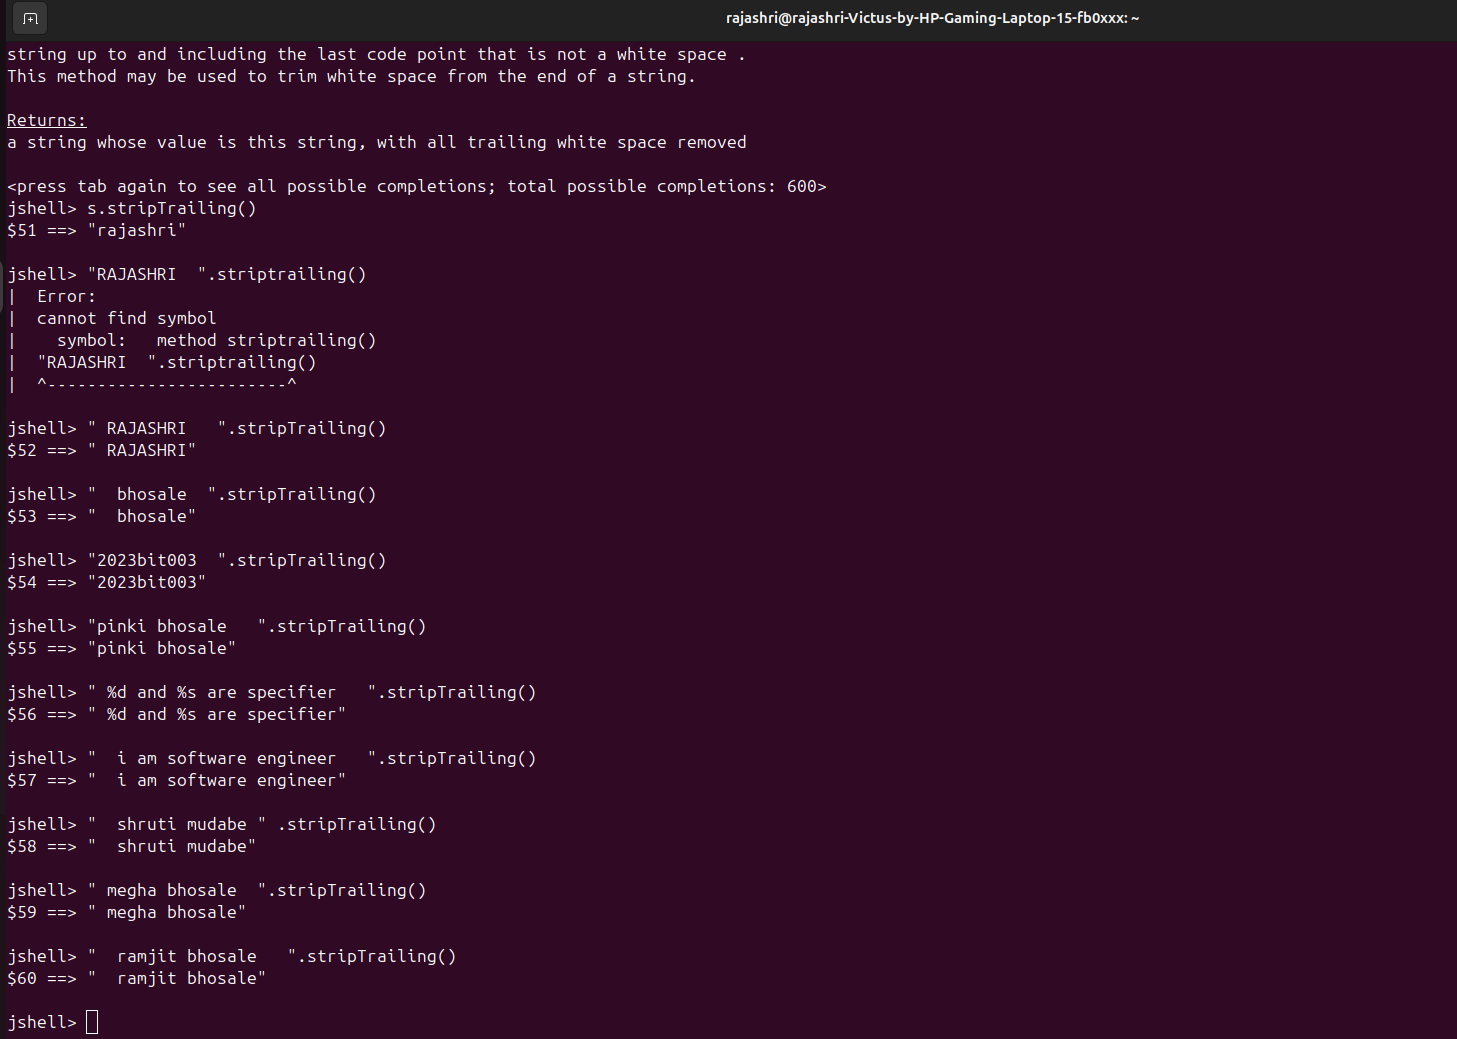 rajashri@rajashri-Victus-by-HP-Gaming-Laptop-15-fb0xxx: ~
string up to and including the last code point that is not a white space .
This method may be used to trim white space from the end of a string.
Returns:
a string whose value is this string, with all trailing white space removed
<press tab again to see all possible completions; total possible completions: 600>
jshell> s.stripTrailing()
$51 ==> "rajashri"
jshell> "RAJASHRI  ".striptrailing()
|  Error:
|  cannot find symbol
|    symbol:   method striptrailing()
|  "RAJASHRI  ".striptrailing()
|  ^------------------------^
jshell> " RAJASHRI   ".stripTrailing()
$52 ==> " RAJASHRI"
jshell> "  bhosale  ".stripTrailing()
$53 ==> "  bhosale"
jshell> "2023bit003  ".stripTrailing()
$54 ==> "2023bit003"
jshell> "pinki bhosale   ".stripTrailing()
$55 ==> "pinki bhosale"
jshell> " %d and %s are specifier   ".stripTrailing()
$56 ==> " %d and %s are specifier"
jshell> "  i am software engineer   ".stripTrailing()
$57 ==> "  i am software engineer"
jshell> "  shruti mudabe " .stripTrailing()
$58 ==> "  shruti mudabe"
jshell> " megha bhosale  ".stripTrailing()
$59 ==> " megha bhosale"
jshell> "  ramjit bhosale   ".stripTrailing()
$60 ==> "  ramjit bhosale"
jshell>